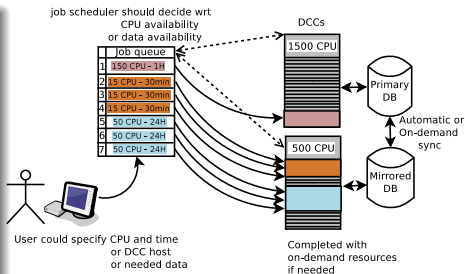 job scheduler should decide wrt
CPU availability
or data availability
DCCs
Job queue
1500 CPU
1 150 CPU - 1H
2 15 CPU - 30min
3 15 CPU - 30min
4 15 CPU - 30min
5 50 CPU - 24H
6 50 CPU - 24H
7 50 CPU - 24H
Primary
DB
Automatic or
On-demand
sync
500 CPU
Mirrored
DB
User could specify CPU and time
or DCC host
or needed data
Completed with
on-demand resources
if needed